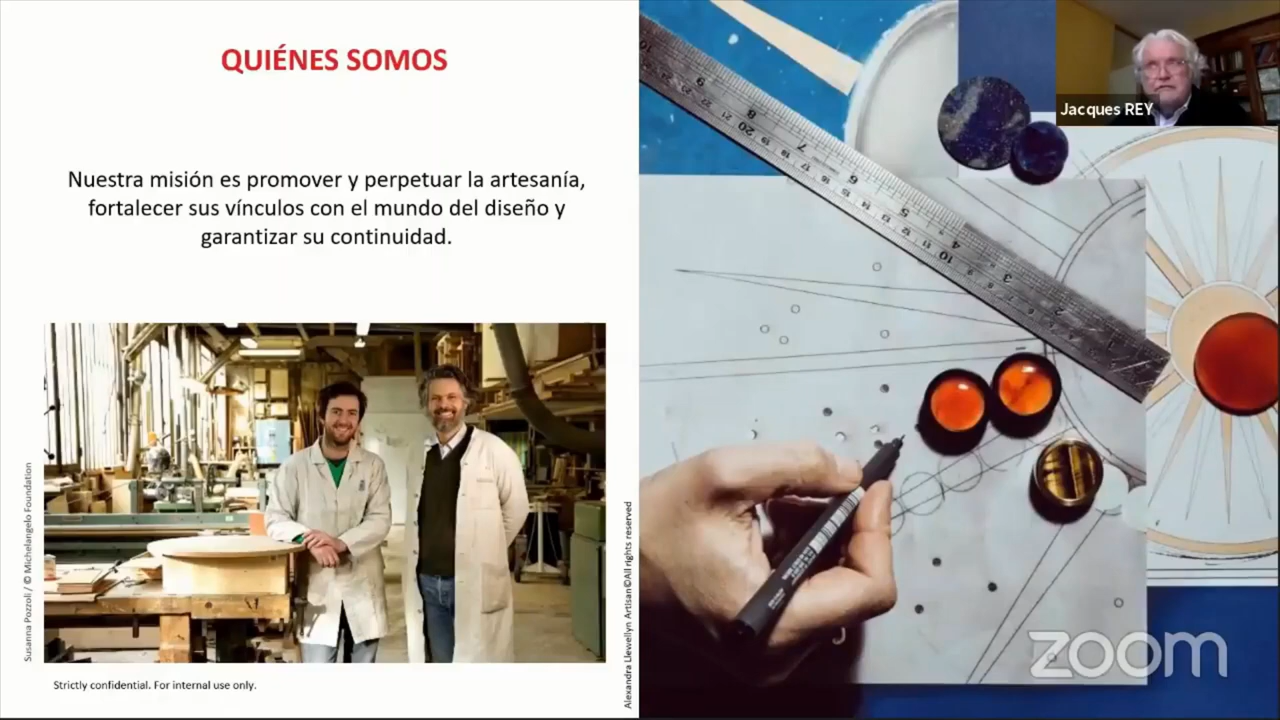 QUIÉNES SOMOS
Nuestra misión es promover y perpetuar la artesanía,
fortalecer sus vínculos con el mundo del diseño y
garantizar su continuidad.
Susanna Pozzoli / © Michelangelo Foundation
Strictly confidential. For internal use only.
Alexandra Llewellyn Artisan©All rights reserved
Jacques REY
zoom